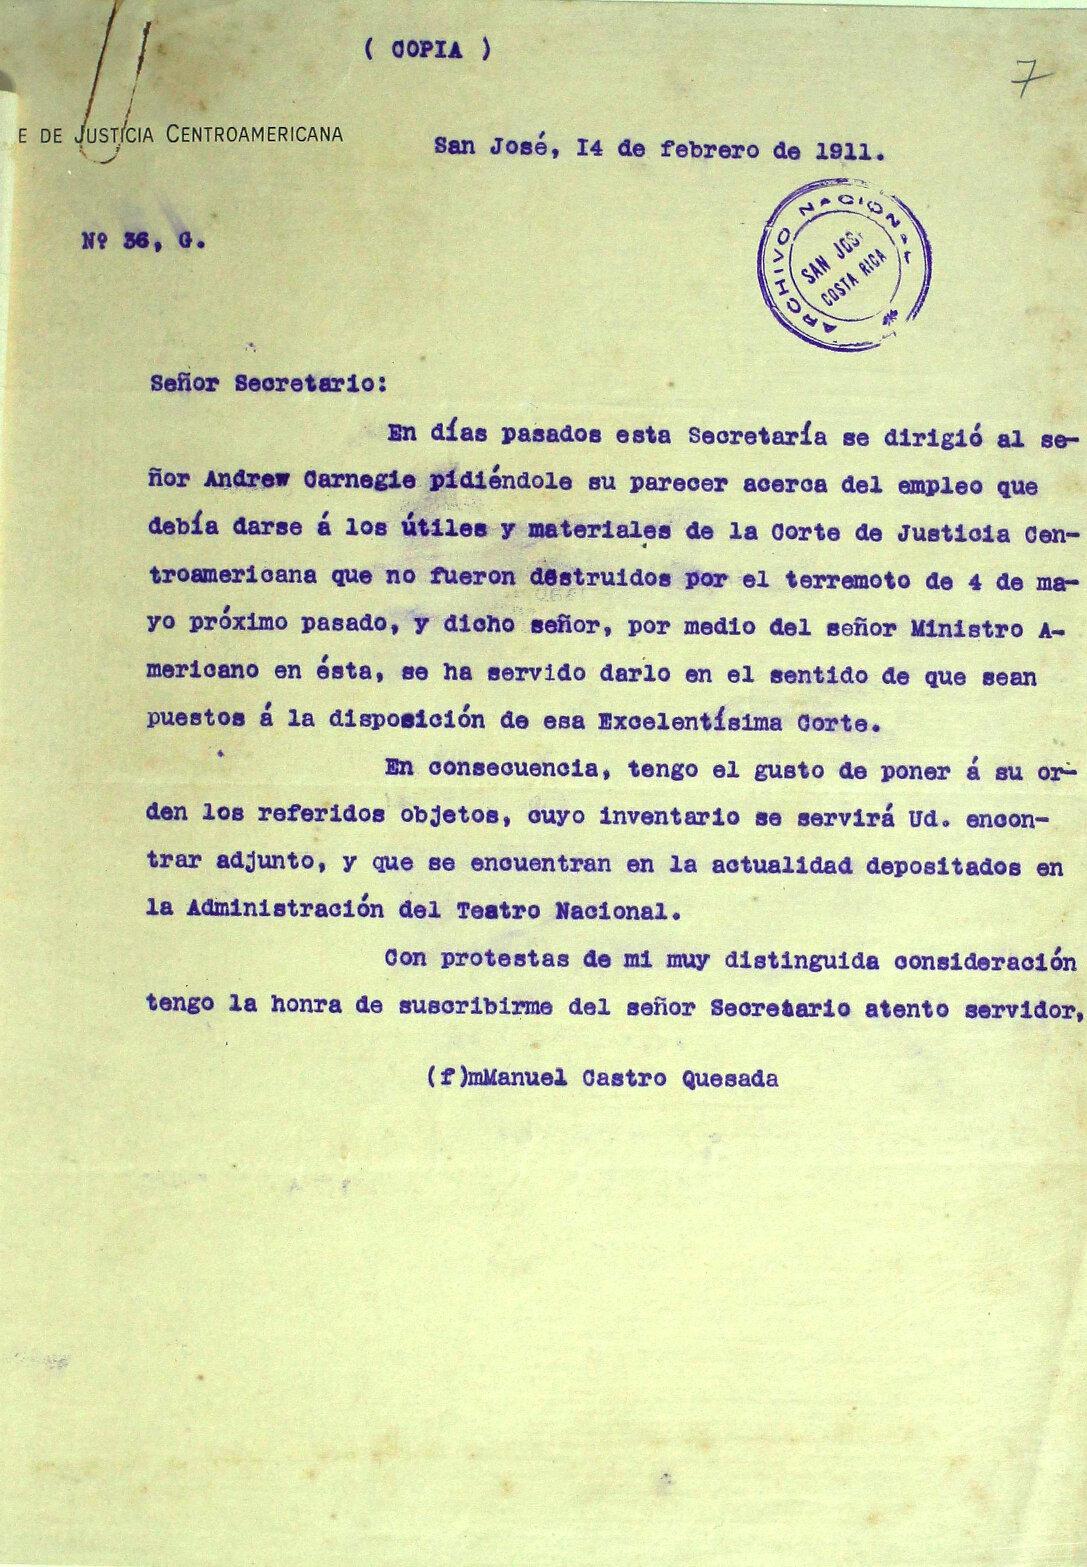 ( COPIA )
7
E DE JUSTICIA CENTROAMERICANA
San José, I4 de febrero de 1911.
Nº 36, G.
ARCHIVO NACIONAL
SAN JOSE
COSTA RICA
Señor Secretario:
En días pasados esta Secretaría se dirigió al se-
ñor Andrew Carnegie pidiéndole su parecer acerca del empleo que
debía darse á los útiles y materiales de la Corte de Justicia Cen-
troamericana que no fueron destruidos por el terremoto de 4 de ma-
yo próximo pasado, y dicho señor, por medio del señor Ministro A-
mericano en ésta, se ha servido darlo en el sentido de que sean
puestos á la disposición de esa Excelentísima Corte.
En consecuencia, tengo el gusto de poner á su or-
den los referidos objetos, cuyo inventario se servirá Ud. encon-
trar adjunto, y que se encuentran en la actualidad depositados en
la Administración del Teatro Nacional.
Con protestas de mi muy distinguida consideración
tengo la honra de suscribirme del señor Secretario atento servidor,
(f)mManuel Castro Quesada